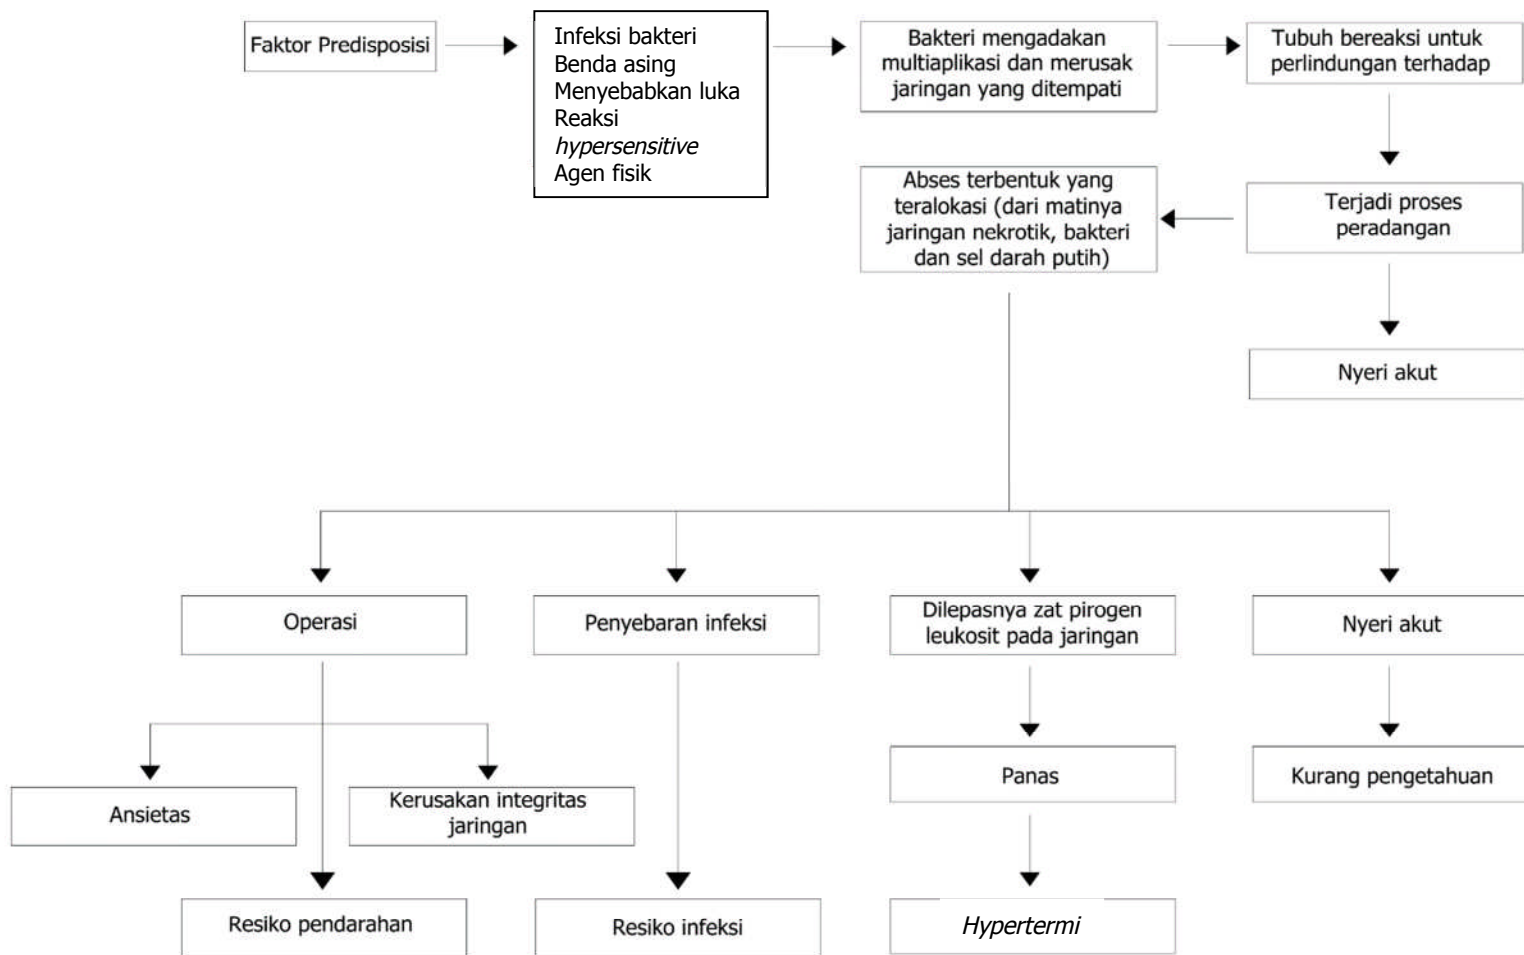 Faktor Predisposisi
Infeksi bakteri
Benda asing
Menyebabkan luka
Reaksi
hypersensitive
Agen fisik
Bakteri mengadakan
multiaplikasi dan merusak
jaringan yang ditempati
Tubuh bereaksi untuk
perlindungan terhadap
Abses terbentuk yang
teralokasi (dari matinya
jaringan nekrotik, bakteri
dan sel darah putih)
Terjadi proses
peradangan
Nyeri akut
Operasi
Penyebaran infeksi
Dilepasnya zat pirogen
leukosit pada jaringan
Nyeri akut
Ansietas
Kerusakan integritas
jaringan
Panas
Kurang pengetahuan
Resiko pendarahan
Resiko infeksi
Hypertermi